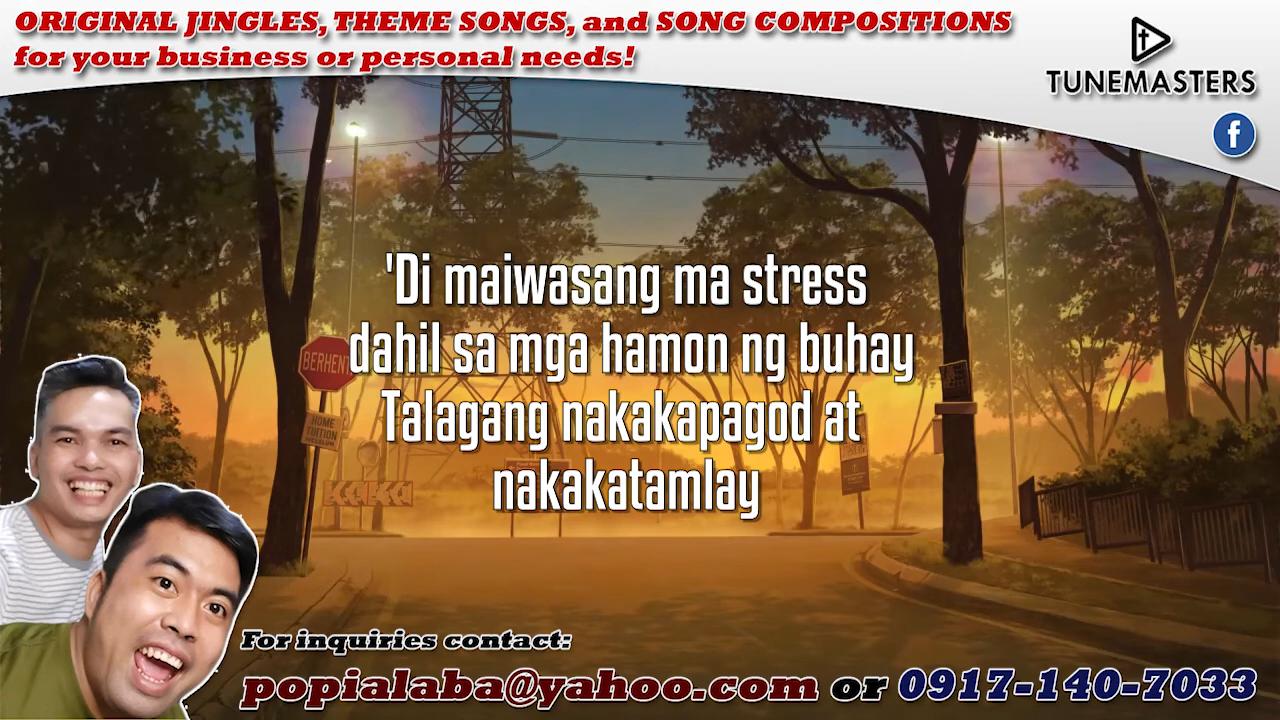 ORIGINAL JINGLES, THEME SONGS, and SONG COMPOSITIONS
for your business or personal needs!
TUNEMASTERS
f
'Di maiwasang ma stress
dahil sa mga hamon ng buhay
Talagang nakakapagod at
nakakatamlay
BERHENT
HOME
TUITION
For inquiries contact:
popialaba@yahoo.com or 0917-140-7033